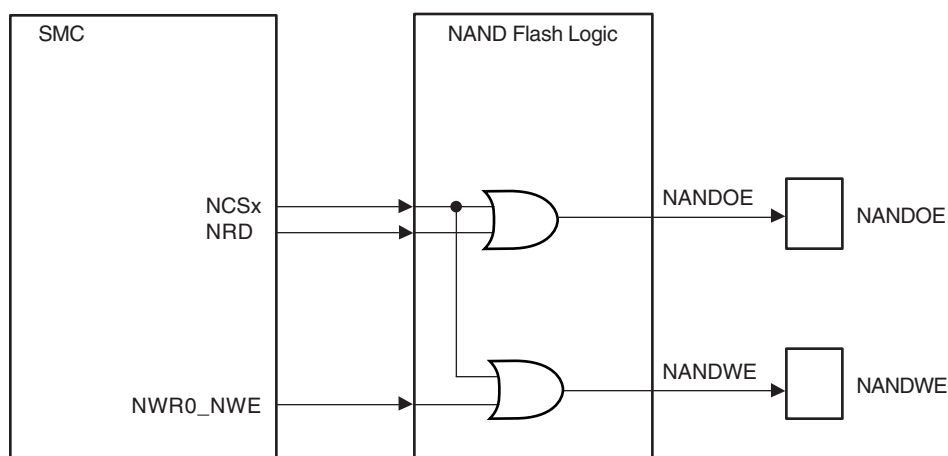 SMC
NAND Flash Logic
NCSx
NRD
NANDOE
NANDOE
NWR0_NWE
NANDWE
NANDWE